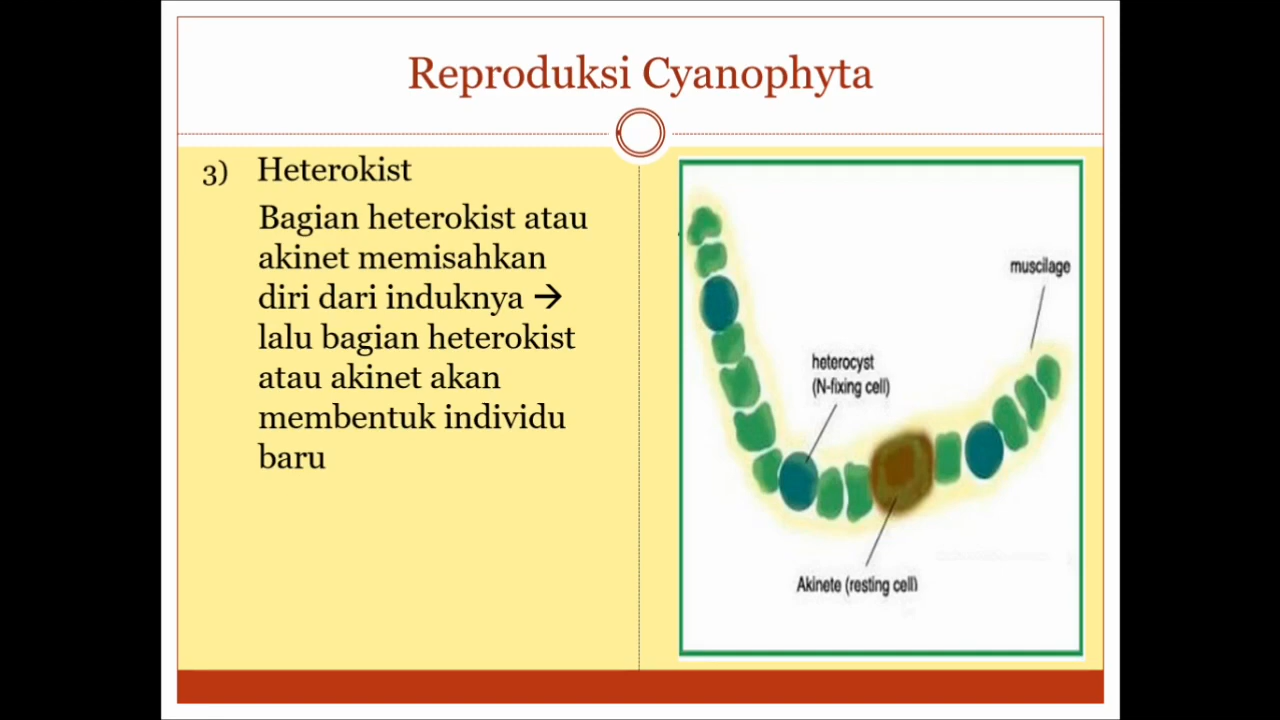 Reproduksi Cyanophyta
3) Heterokist
Bagian heterokist atau
akinet memisahkan
diri dari induknya →
lalu bagian heterokist
atau akinet akan
membentuk individu
baru
muscilage
heterocyst
(N-fixing cell)
Akinete (resting cell)